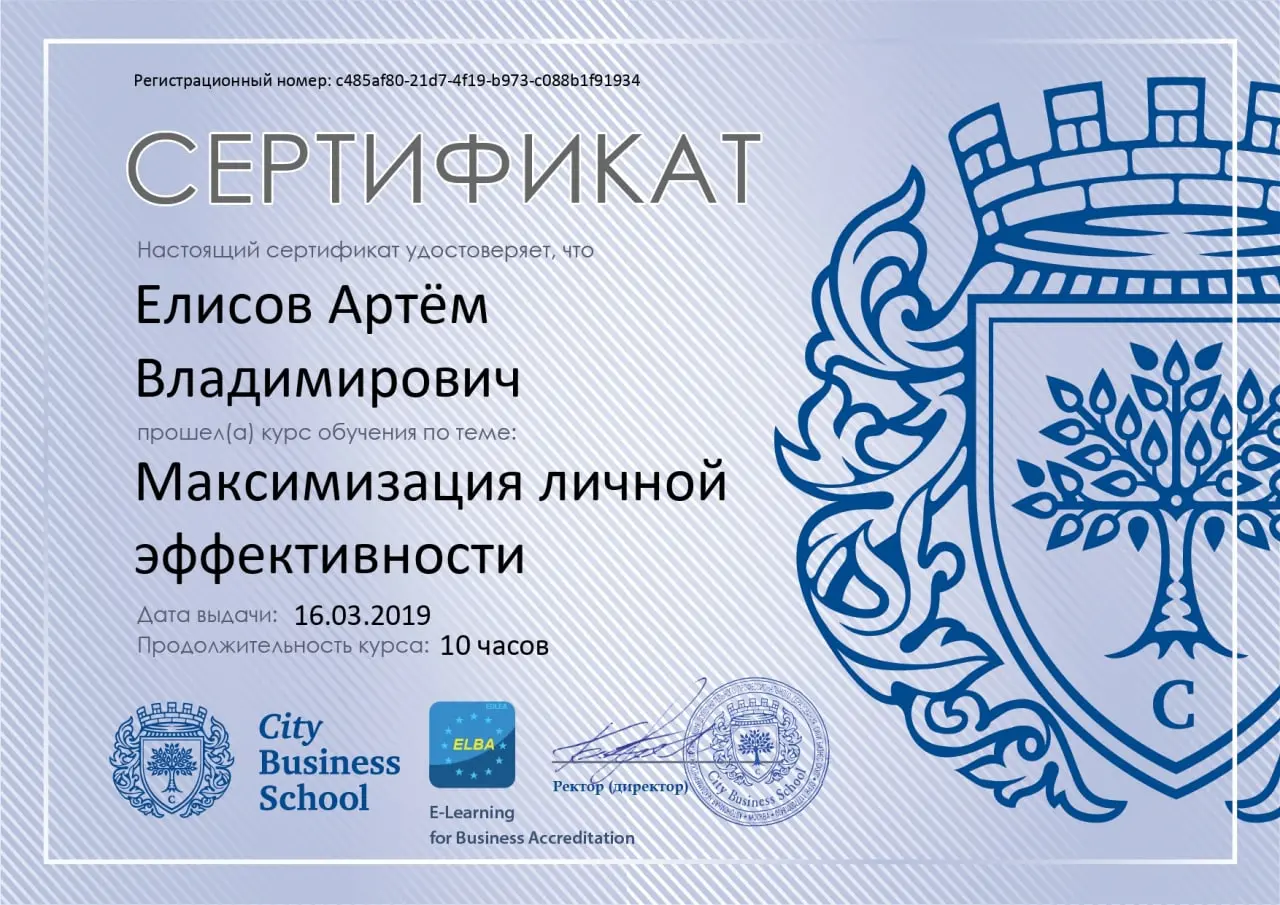 Регистрационный номер: c485af80-21d7-4f19-b973-c088b1f91934
СЕРТИФИКАТ
Настоящий сертификат удостоверяет, что
Елисов Артём
Владимирович
прошел(а) курс обучения по теме:
Максимизация личной
эффективности
Дата выдачи: 16.03.2019
Продолжительность курса: 10 часов
C
C
City
Business
School
EDLEA
ELBA
E-Learning
for Business Accreditation
Ректор (директор)
City Business School
МОСКВА